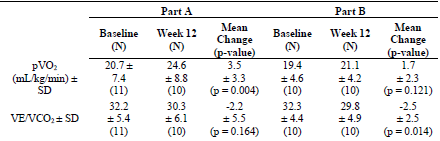 Part A Part B
Baseline (N) Week 12 (N) Mean Change (p-value) Baseline (N) Week 12 (N) Mean Change (p-value)
pVO₂ 20.7 ± 24.6 3.5 19.4 21.1 1.7
(mL/kg/min) ± 7.4 ± 8.8 ± 3.3 ± 4.6 ± 4.2 ± 2.3
SD (11) (10) (p = 0.004) (10) (10) (p = 0.121)
32.2 30.3 -2.2 32.3 29.8 -2.5
VE/VCO₂ ± SD ± 5.4 ± 6.1 ± 5.5 ± 4.4 ± 4.9 ± 2.5
(11) (10) (p = 0.164) (10) (10) (p = 0.014)